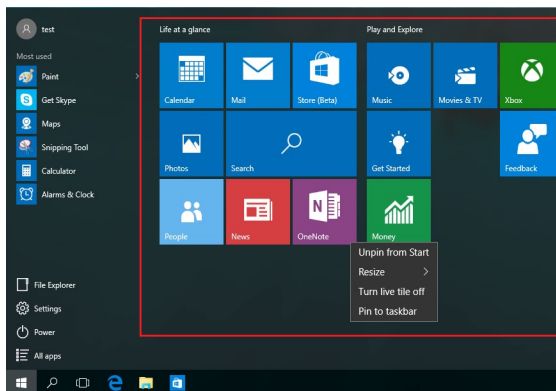 test
Most used
Paint
Get Skype
Maps
Snipping Tool
Calculator
Alarms & Clock
File Explorer
Settings
Power
All apps
Life at a glance
Play and Explore
Calendar
Mail
Store (Beta)
Music
Movies & TV
Xbox
Photos
Search
Get Started
Feedback
People
News
OneNote
Money
Unpin from Start
Resize
Turn live tile off
Pin to taskbar